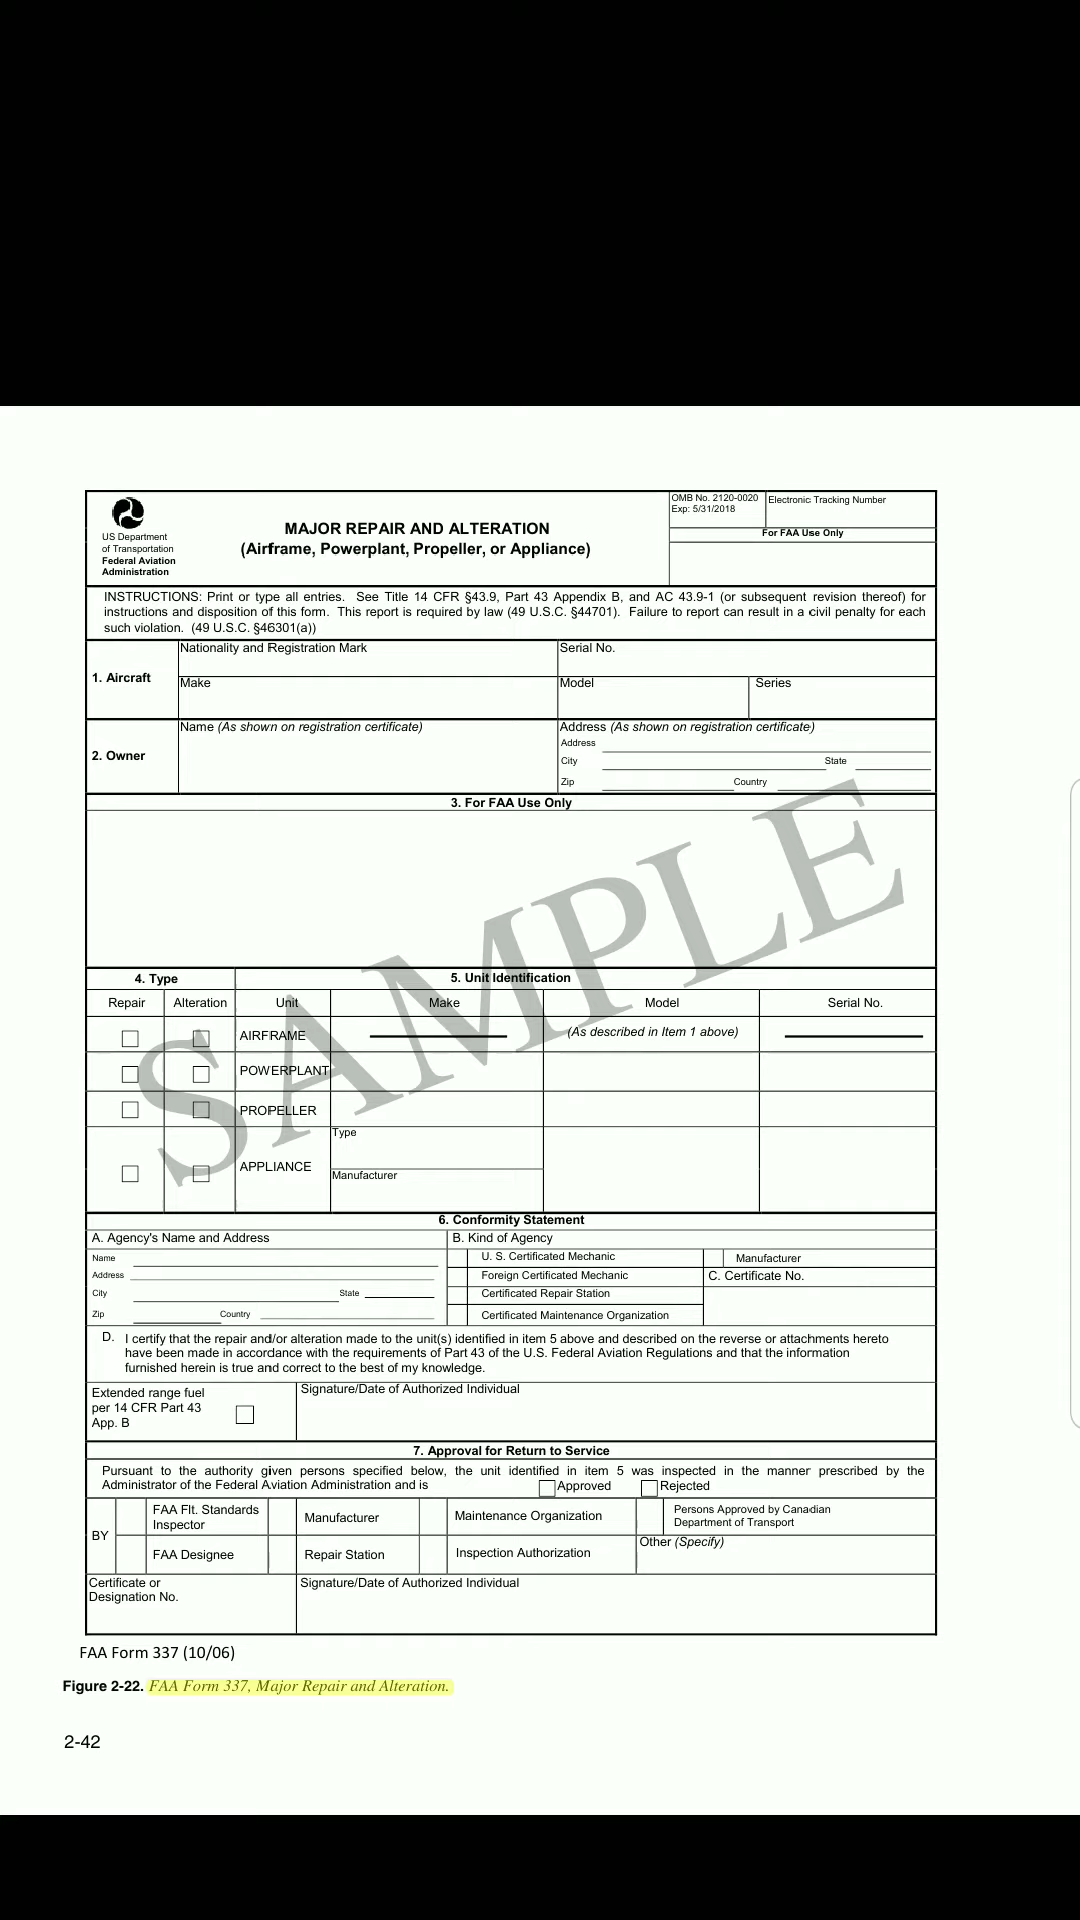 US Department
of Transportation
Federal Aviation
Administration
MAJOR REPAIR AND ALTERATION
(Airframe, Powerplant, Propeller, or Appliance)
OMB No. 2120-0020
Exp: 5/31/2018
Electronic Tracking Number
For FAA Use Only
INSTRUCTIONS: Print or type all entries. See Title 14 CFR §43.9, Part 43 Appendix B, and AC 43.9-1 (or subsequent revision thereof) for
instructions and disposition of this form. This report is required by law (49 U.S.C. §44701). Failure to report can result in a civil penalty for each
such violation. (49 U.S.C. §46301(a))
1. Aircraft
Nationality and Registration Mark
Serial No.
Make
Model
Series
2. Owner
Name (As shown on registration certificate)
Address (As shown on registration certificate)
Address
City
State
Zip
Country
3. For FAA Use Only
SAMPLE
4. Type
5. Unit Identification
Repair
Alteration
Unit
Make
Model
Serial No.
AIRFRAME
(As described in Item 1 above)
POWERPLANT
PROPELLER
APPLIANCE
Type
Manufacturer
6. Conformity Statement
A. Agency's Name and Address
B. Kind of Agency
Name
Address
City
State
Zip
Country
U. S. Certificated Mechanic
Manufacturer
Foreign Certificated Mechanic
C. Certificate No.
Certificated Repair Station
Certificated Maintenance Organization
D. I certify that the repair and/or alteration made to the unit(s) identified in item 5 above and described on the reverse or attachments hereto
have been made in accordance with the requirements of Part 43 of the U.S. Federal Aviation Regulations and that the information
furnished herein is true and correct to the best of my knowledge.
Extended range fuel
per 14 CFR Part 43
App. B
Signature/Date of Authorized Individual
7. Approval for Return to Service
Pursuant to the authority given persons specified below, the unit identified in item 5 was inspected in the manner prescribed by the
Administrator of the Federal Aviation Administration and is
Approved
Rejected
BY
FAA Flt. Standards
Inspector
Manufacturer
Maintenance Organization
Persons Approved by Canadian
Department of Transport
FAA Designee
Repair Station
Inspection Authorization
Other (Specify)
Certificate or
Designation No.
Signature/Date of Authorized Individual
FAA Form 337 (10/06)
Figure 2-22. FAA Form 337, Major Repair and Alteration.
2-42